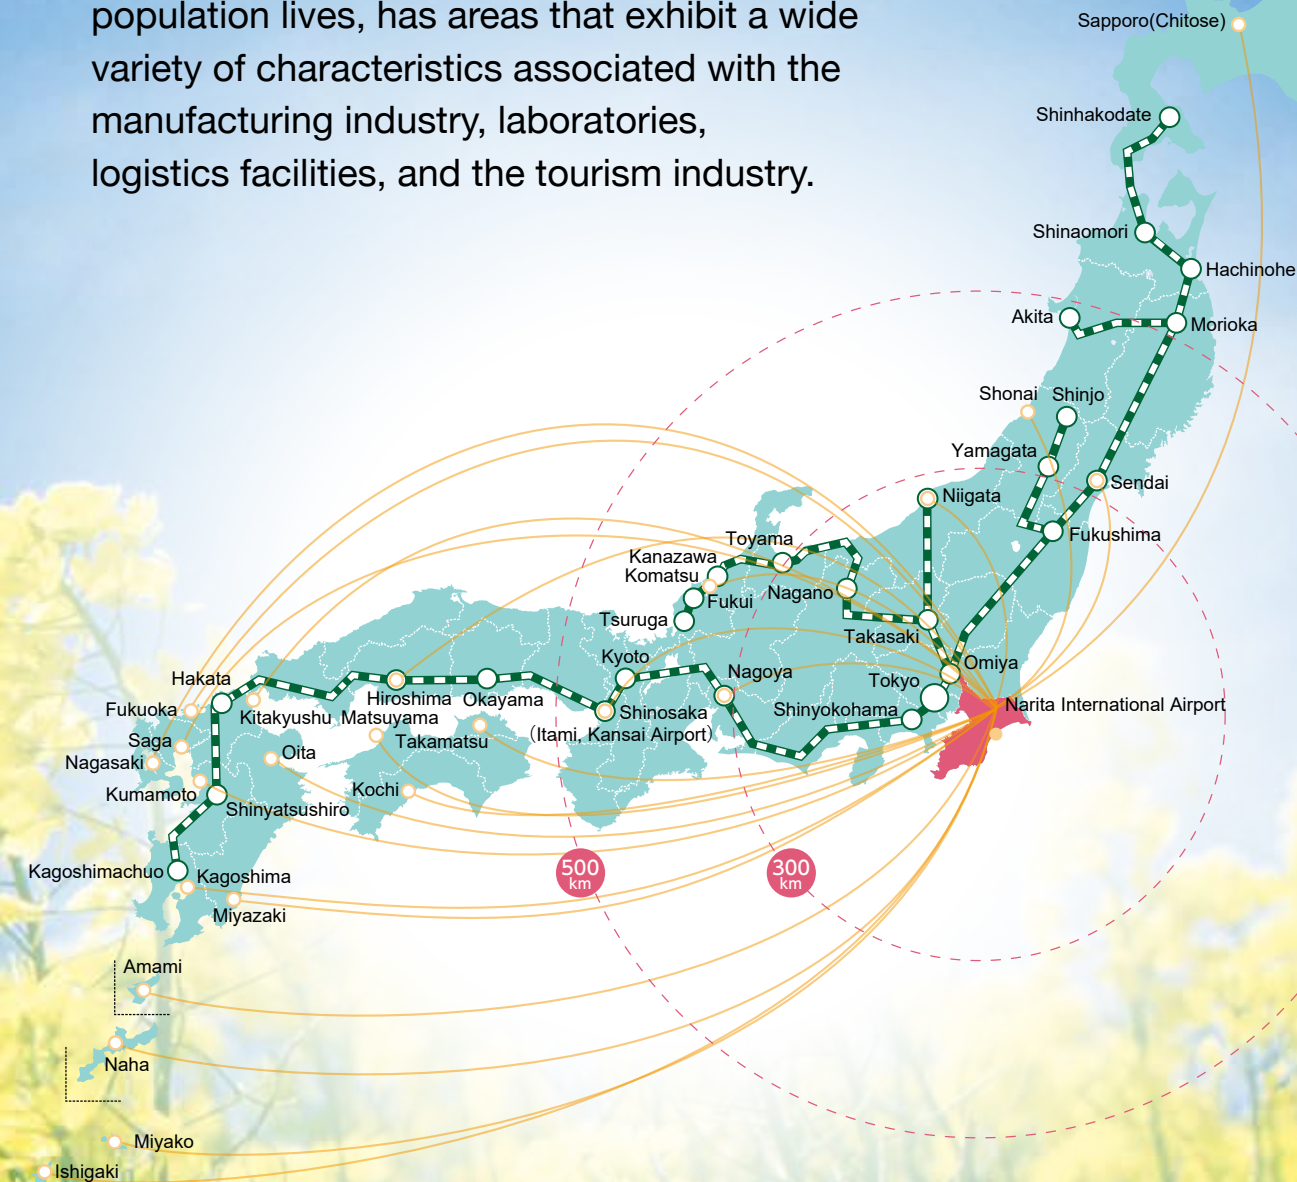 population lives, has areas that exhibit a wide
variety of characteristics associated with the
manufacturing industry, laboratories,
logistics facilities, and the tourism industry.
Sapporo(Chitose)
Shinhakodate
Shinaomori
Hachinohe
Akita
Morioka
Shonai
Shinjo
Yamagata
Sendai
Niigata
Fukushima
Toyama
Kanazawa
Komatsu
Nagano
Fukui
Tsuruga
Takasaki
Kyoto
Omiya
Nagoya
Hakata
Tokyo
Hiroshima
Okayama
Narita International Airport
Fukuoka
Kitakyushu
Matsuyama
Shinosaka
(Itami, Kansai Airport)
Shinyokohama
Saga
Takamatsu
Oita
Nagasaki
Kochi
Kumamoto
Shinyatsushiro
500
km
300
km
Kagoshimachuo
Kagoshima
Miyazaki
Amami
Naha
Miyako
Ishigaki